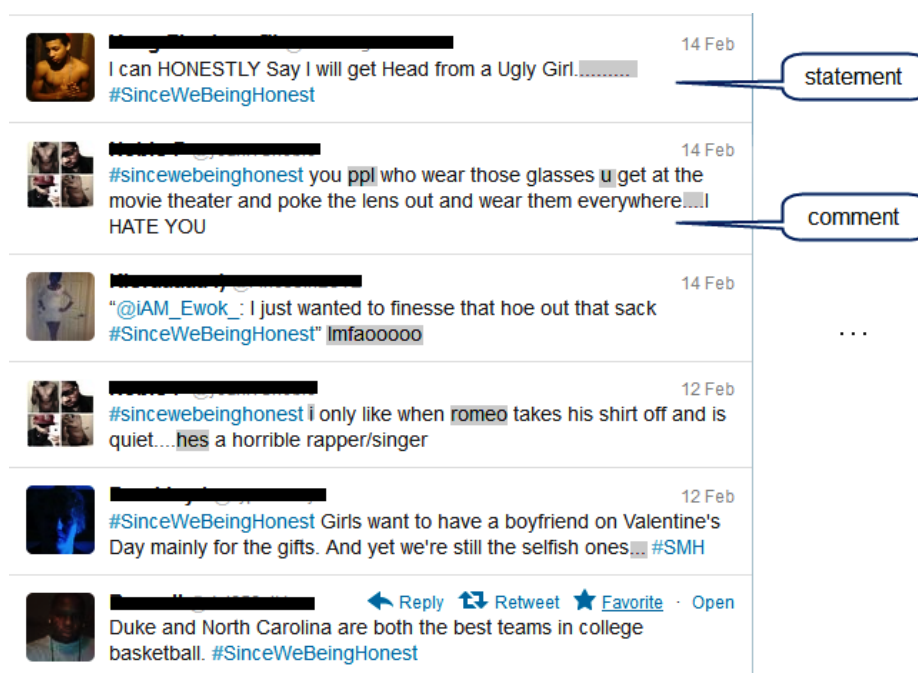 14 Feb
I can HONESTLY Say I will get Head from a Ugly Girl..........
#SinceWeBeingHonest
statement
14 Feb
#sincewebeinghonest you ppl who wear those glasses u get at the
movie theater and poke the lens out and wear them everywhere....I
HATE YOU
comment
14 Feb
“@iAM_Ewok_: I just wanted to finesse that hoe out that sack
#SinceWeBeingHonest” lmfaooooo
...
12 Feb
#sincewebeinghonest i only like when romeo takes his shirt off and is
quiet....hes a horrible rapper/singer
12 Feb
#SinceWeBeingHonest Girls want to have a boyfriend on Valentine's
Day mainly for the gifts. And yet we're still the selfish ones... #SMH
Reply Retweet Favorite · Open
Duke and North Carolina are both the best teams in college
basketball. #SinceWeBeingHonest